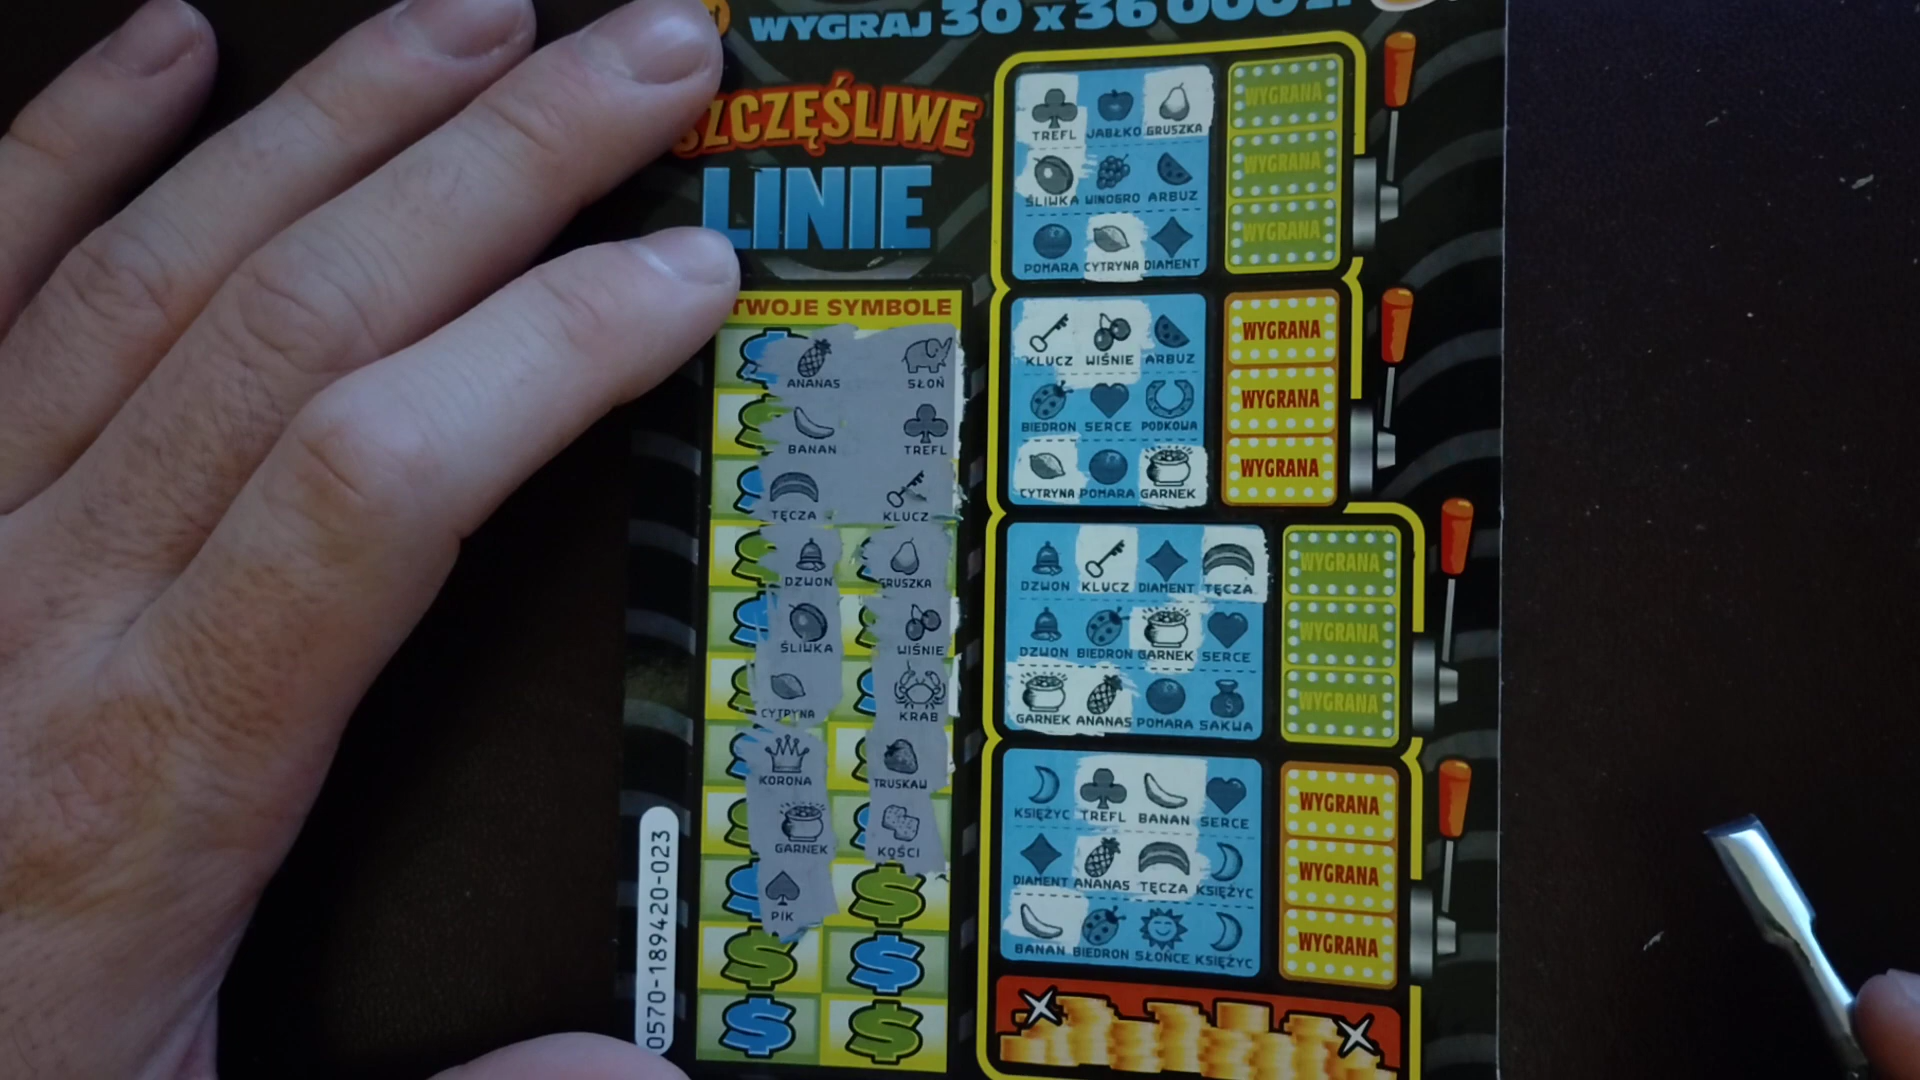 WYGRAJ 30 x 36 000 zł
SZCZĘŚLIWE
LINIE
TWOJE SYMBOLE
ANANAS SŁOŃ
BANAN TREFL
TĘCZA KLUCZ
DZWON GRUSZKA
ŚLIWKA WIŚNIE
CYTRYNA KRAB
KORONA TRUSKAW
GARNEK KOŚCI
PIK
0570-189420-023
TREFL JABŁKO GRUSZKA
ŚLIWKA WINOGRO ARBUZ
POMARA CYTRYNA DIAMENT
WYGRANA
WYGRANA
WYGRANA
KLUCZ WIŚNIE ARBUZ
BIEDRON SERCE PODKOWA
CYTRYNA POMARA GARNEK
WYGRANA
WYGRANA
WYGRANA
DZWON KLUCZ DIAMENT TĘCZA
DZWON BIEDRON GARNEK SERCE
GARNEK ANANAS POMARA SAKWA
WYGRANA
WYGRANA
WYGRANA
KSIĘŻYC TREFL BANAN SERCE
DIAMENT ANANAS TĘCZA KSIĘŻYC
BANAN BIEDRON SŁOŃCE KSIĘŻYC
WYGRANA
WYGRANA
WYGRANA